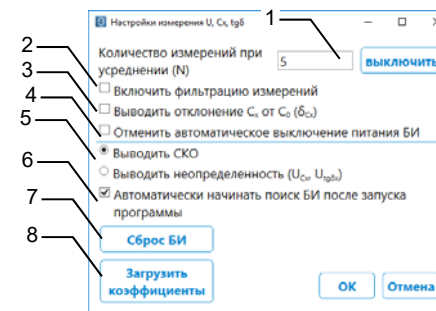 Настройки измерения U, Cx, tgδ
1
Количество измерений при
усреднении (N)
5
выключить
2
Включить фильтрацию измерений
3
Выводить отклонение Cₓ от C₀ (δCx)
4
Отменить автоматическое выключение питания БИ
5
Выводить СКО
Выводить неопределенность (UCx, Utgδx)
6
Автоматически начинать поиск БИ после запуска
программы
7
Сброс БИ
8
Загрузить
коэффициенты
ОК
Отмена